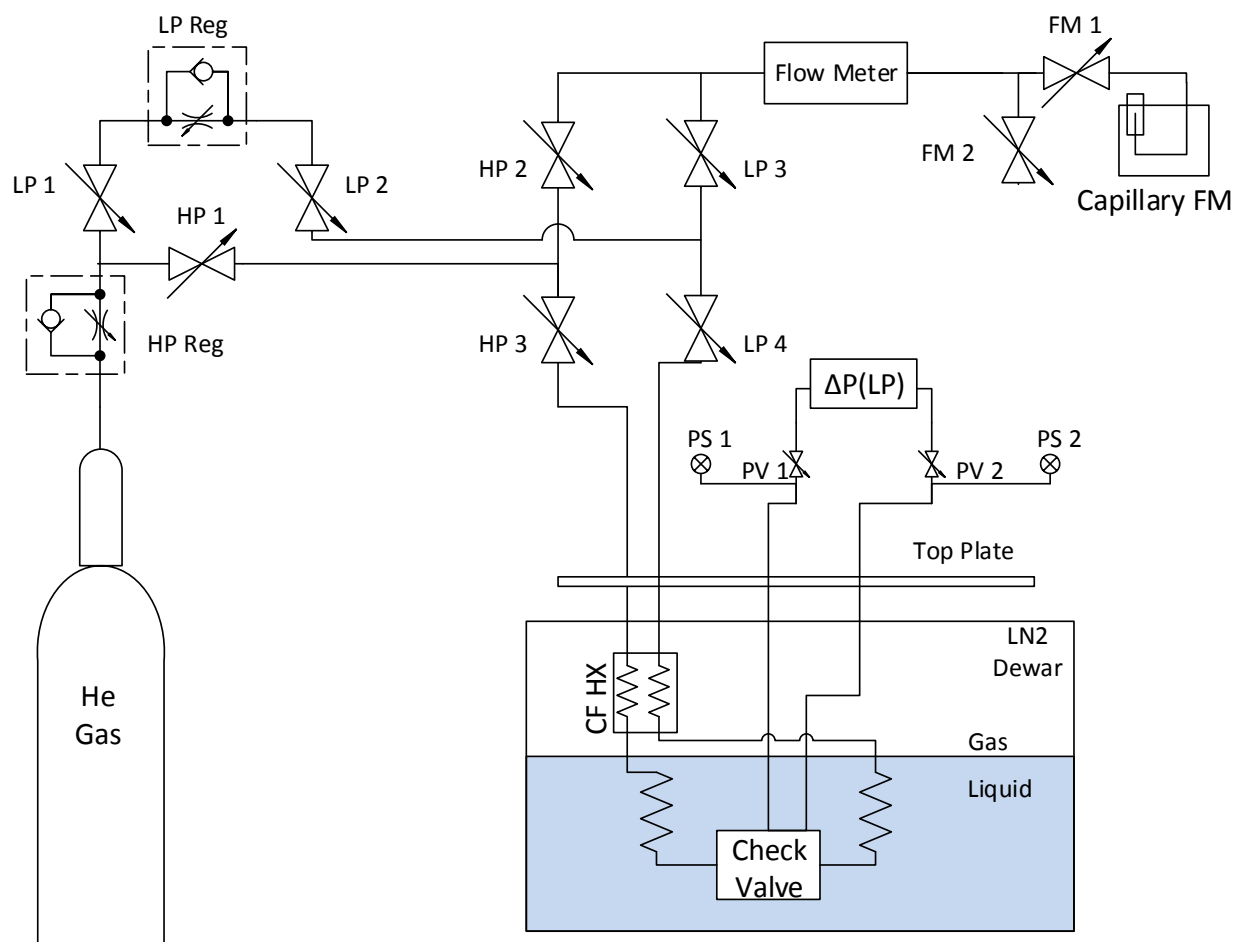 LP Reg
FM 1
Flow Meter
HP 2
LP 3
FM 2
LP 1
LP 2
Capillary FM
HP 1
HP Reg
HP 3
LP 4
ΔP(LP)
PS 1
PS 2
PV 1
PV 2
Top Plate
LN2
Dewar
CF HX
He
Gas
Gas
Liquid
Check
Valve